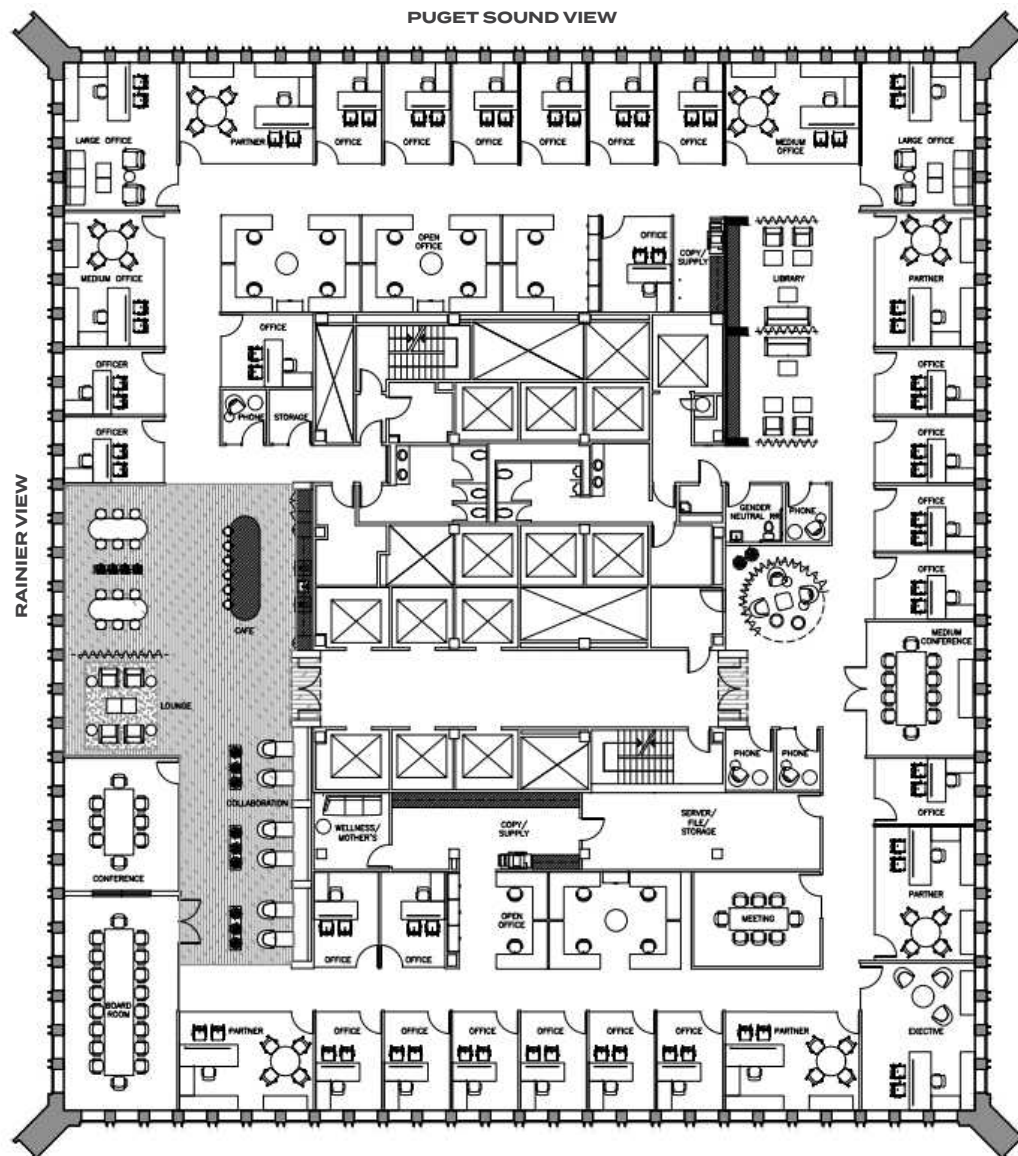 PUGET SOUND VIEW
RAINIER VIEW
LARGE OFFICE
PARTNER
OFFICE
OFFICE
OFFICE
OFFICE
OFFICE
OFFICE
MEDIUM
OFFICE
LARGE OFFICE
MEDIUM OFFICE
OPEN
OFFICE
OFFICE
COPY/
SUPPLY
LIBRARY
PARTNER
OFFICE
OFFICER
OFFICE
PHONE
STORAGE
OFFICER
OFFICE
GENDER
NEUTRAL RR
PHONE
OFFICE
OFFICE
CAFE
MEDIUM
CONFERENCE
LOUNGE
PHONE
PHONE
OFFICE
COLLABORATION
WELLNESS/
MOTHER'S
COPY/
SUPPLY
SERVER/
FILE/
STORAGE
CONFERENCE
PARTNER
OPEN
OFFICE
MEETING
OFFICE
OFFICE
BOARD
ROOM
PARTNER
OFFICE
OFFICE
OFFICE
OFFICE
OFFICE
OFFICE
PARTNER
EXECTIVE